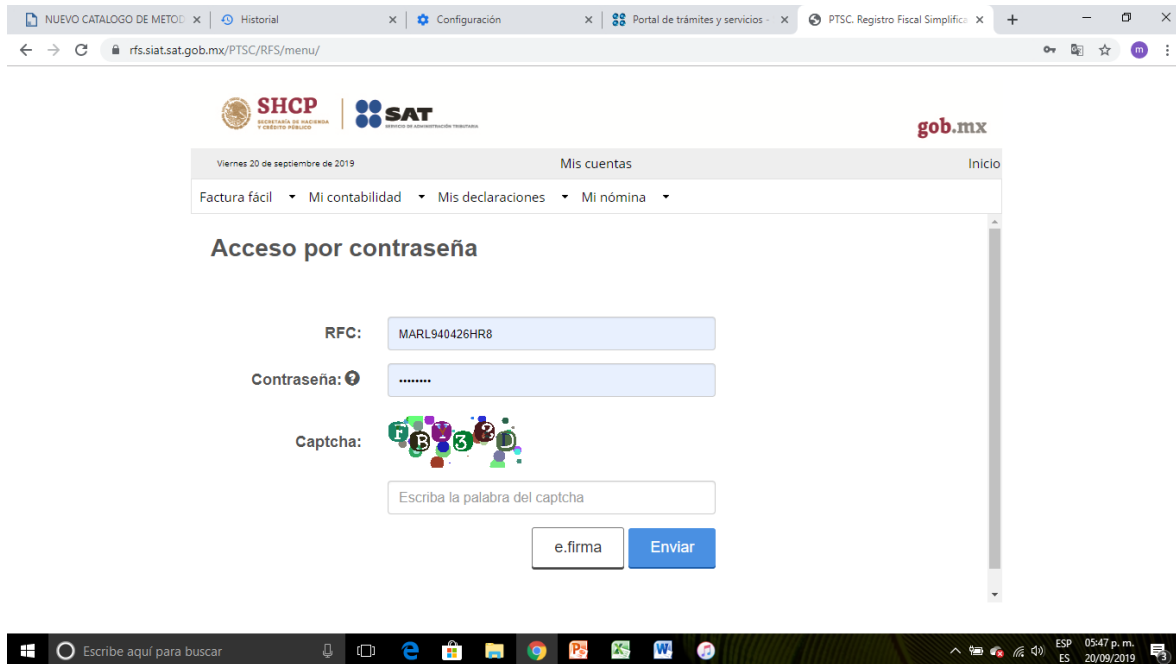 NUEVO CATALOGO DE METOD
Historial
Configuración
Portal de trámites y servicios -
PTSC. Registro Fiscal Simplifica
rfs.siat.sat.gob.mx/PTSC/RFS/menu/
m
SHCP
SECRETARÍA DE HACIENDA
Y CRÉDITO PÚBLICO
SAT
SERVICIO DE ADMINISTRACIÓN TRIBUTARIA
gob.mx
Viernes 20 de septiembre de 2019
Mis cuentas
Inicio
Factura fácil
Mi contabilidad
Mis declaraciones
Mi nómina
Acceso por contraseña
RFC:
MARL940426HR8
Contraseña:
Captcha:
Escriba la palabra del captcha
e.firma
Enviar
Escribe aquí para buscar
ESP
ES
05:47 p. m.
20/09/2019